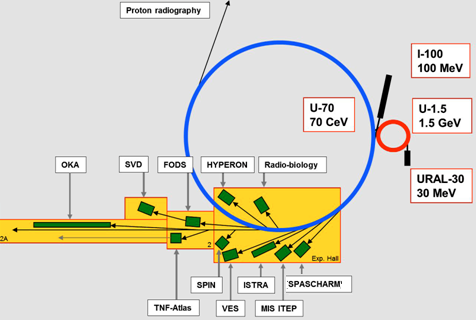 Proton radiography
I-100
100 MeV
U-70
70 CeV
U-1.5
1.5 GeV
URAL-30
30 MeV
OKA
SVD
FODS
HYPERON
Radio-biology
2A
2
Exp. Hall
SPIN
ISTRA
'SPASCHARM'
TNF-Atlas
VES
MIS ITEP